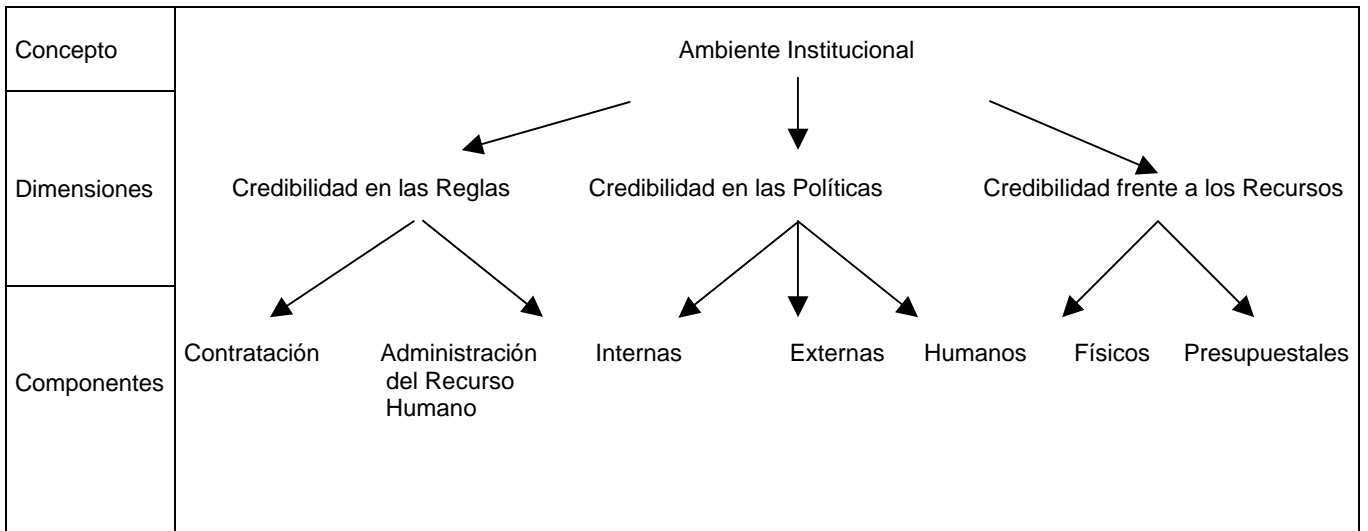 Concepto
Ambiente Institucional
Dimensiones
Credibilidad en las Reglas
Credibilidad en las Políticas
Credibilidad frente a los Recursos
Componentes
Contratación
Administración
del Recurso
Humano
Internas
Externas
Humanos
Físicos
Presupuestales